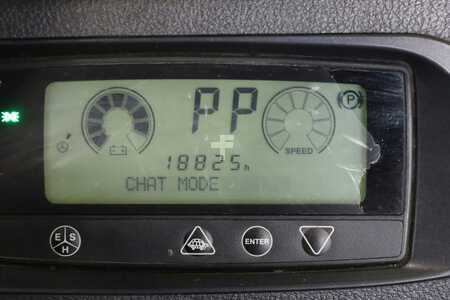 PP
P
SPEED
18825h
CHAT MODE
E S
H
ENTER